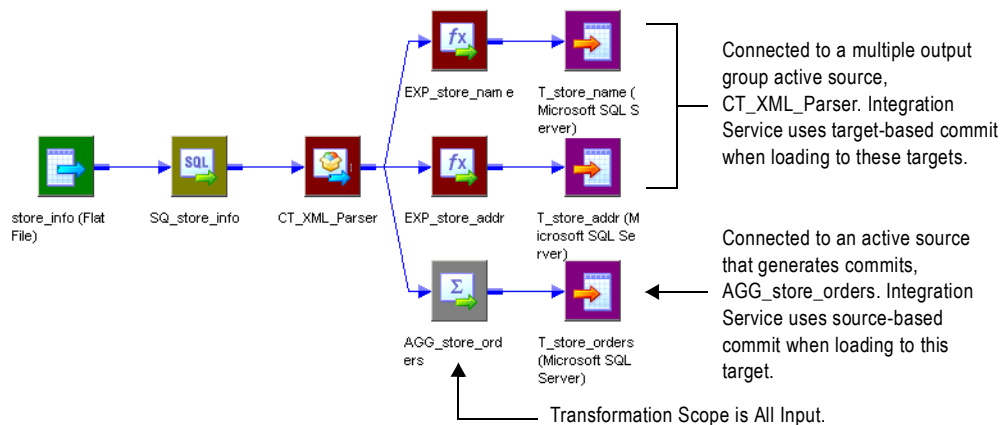 fx
EXP_store_nam e
T_store_name (
Microsoft SQL S
erver)
Connected to a multiple output
group active source,
CT_XML_Parser. Integration
Service uses target-based commit
when loading to these targets.
SQL
fx
store_info (Flat
File)
SQ_store_info
CT_XML_Parser
EXP_store_addr
T_store_addr (M
icrosoft SQL Se
rver)
Σ
AGG_store_ord
ers
T_store_orders
(Microsoft SQL
Server)
Connected to an active source
that generates commits,
AGG_store_orders. Integration
Service uses source-based
commit when loading to this
target.
Transformation Scope is All Input.